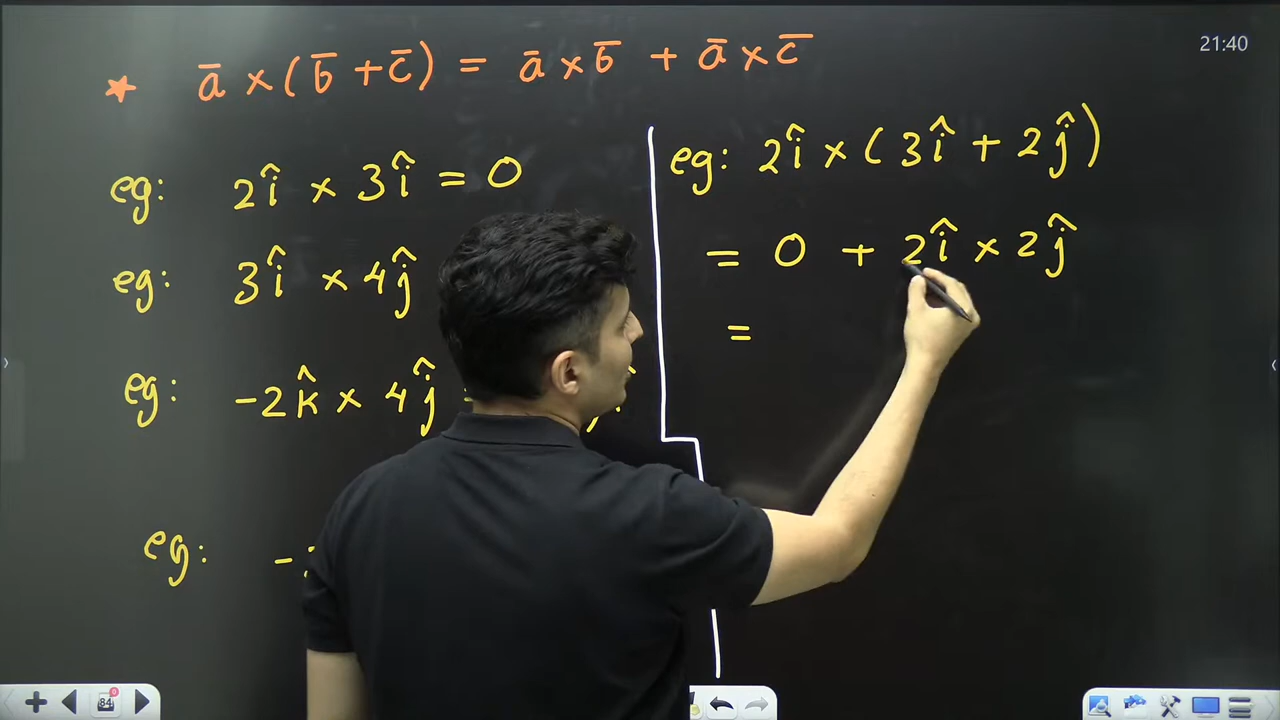 21:40
★ a̅ × ( b̅ + c̅ ) = a̅ × b̅ + a̅ × c̅
eg: 2î × 3î = 0
eg: 3î × 4ĵ
eg: -2k̂ × 4ĵ
eg: -
eg: 2î × ( 3î + 2ĵ )
= 0 + 2î × 2ĵ
=
84
0